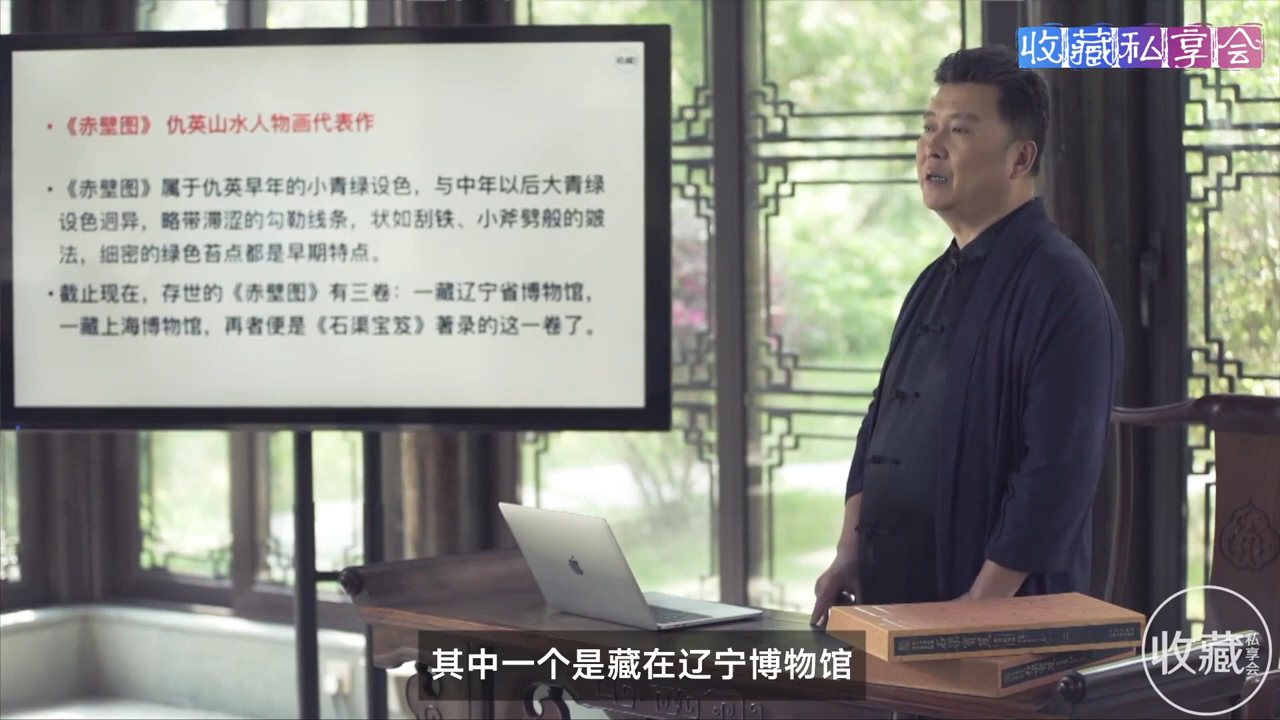 收藏私享会
收藏
• 《赤壁图》 仇英山水人物画代表作
• 《赤壁图》属于仇英早年的小青绿设色，与中年以后大青绿
设色迥异，略带滞涩的勾勒线条，状如刮铁、小斧劈般的皴
法，细密的绿色苔点都是早期特点。
• 截止现在，存世的《赤壁图》有三卷：一藏辽宁省博物馆，
一藏上海博物馆，再者便是《石渠宝笈》著录的这一卷了。
石渠宝笈
其中一个是藏在辽宁博物馆
收藏私享会